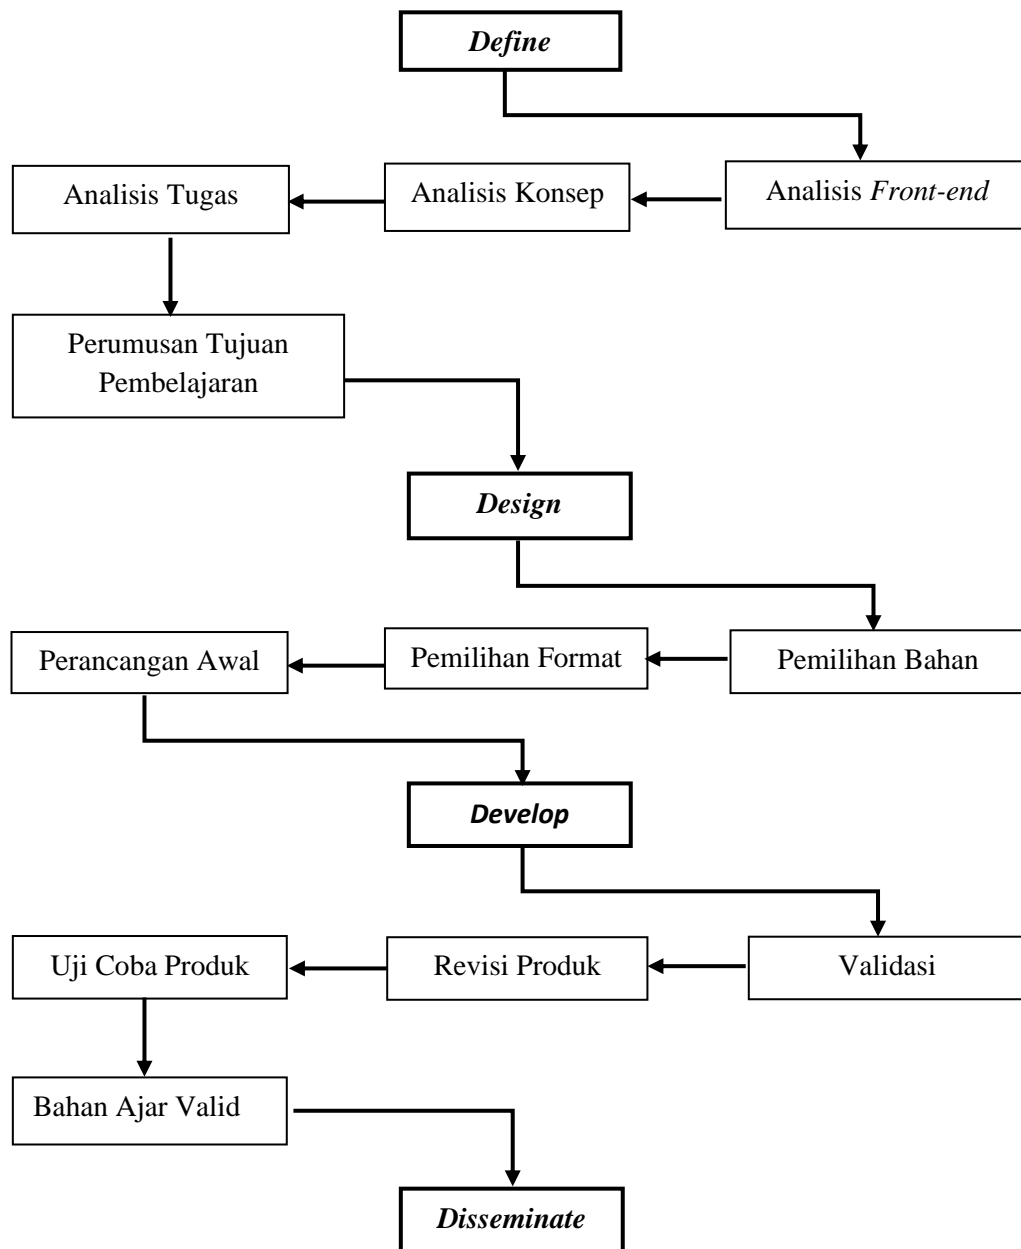 Define
Analisis Tugas
Analisis Konsep
Analisis Front-end
Perumusan Tujuan
Pembelajaran
Design
Perancangan Awal
Pemilihan Format
Pemilihan Bahan
Develop
Uji Coba Produk
Revisi Produk
Validasi
Bahan Ajar Valid
Disseminate